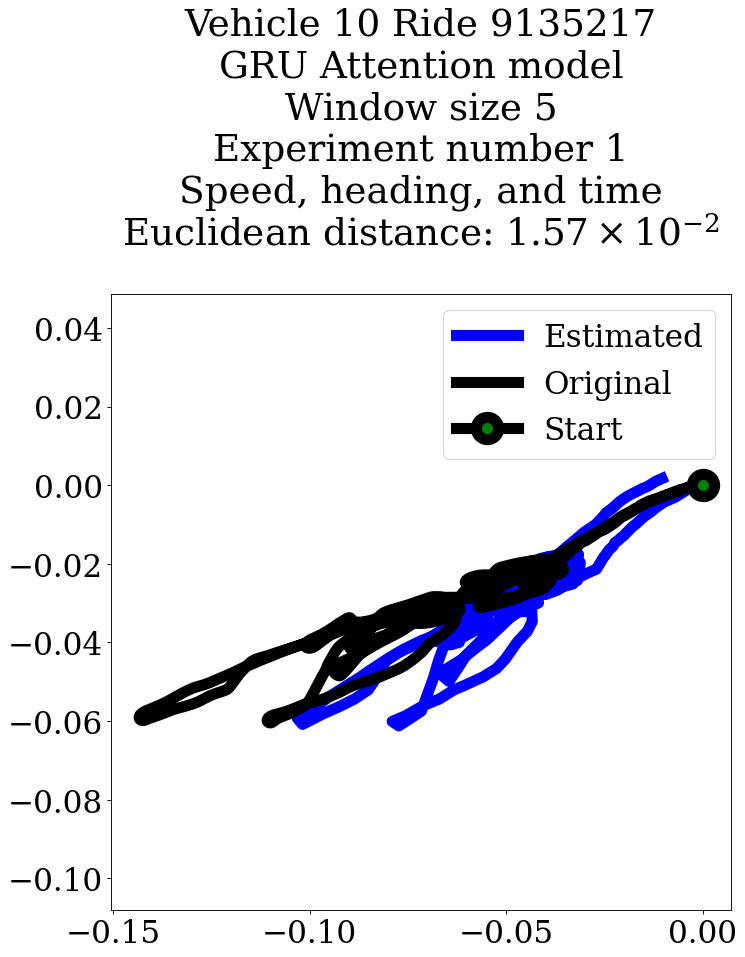 Vehicle 10 Ride 9135217
GRU Attention model
Window size 5
Experiment number 1
Speed, heading, and time
Euclidean distance: 1.57 × 10⁻²
Estimated
Original
Start
0.04
0.02
0.00
−0.02
−0.04
−0.06
−0.08
−0.10
−0.15
−0.10
−0.05
0.00